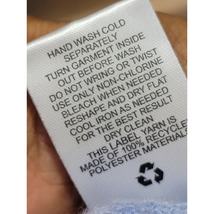 HAND WASH COLD
SEPARATELY
TURN GARMENT INSIDE
OUT BEFORE WASH
DO NOT WRING OR TWIST
USE ONLY NON-CHLORINE
BLEACH WHEN NEEDED
RESHAPE AND DRY FLAT
COOL IRON AS NEEDED
FOR THE BEST RESULT
DRY CLEAN
THIS LABEL YARN IS
MADE OF 100% RECYCLE
POLYESTER MATERIALS